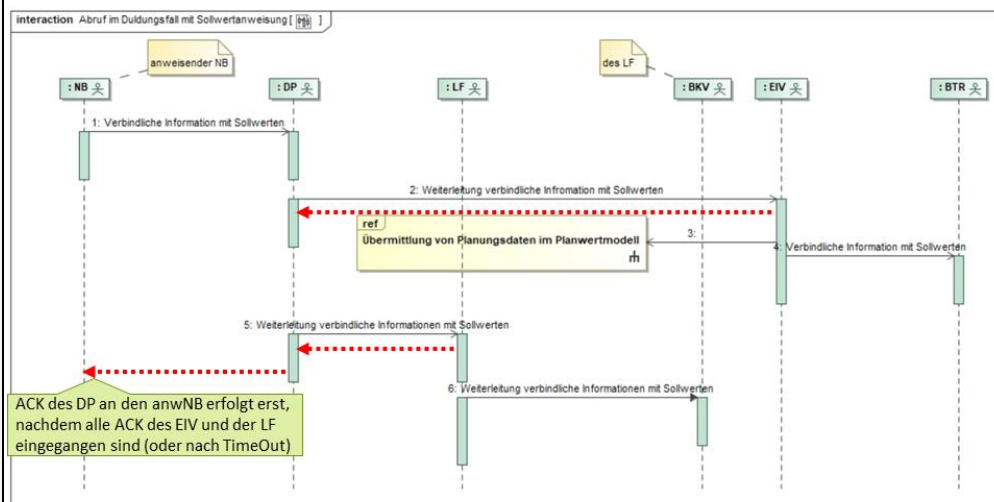 interaction Abruf im Duldungsfall mit Sollwertanweisung [ ]
anweisender NB
des LF
: NB
: DP
: LF
: BKV
: EIV
: BTR
1: Verbindliche Information mit Sollwerten
2: Weiterleitung verbindliche Infromation mit Sollwerten
ref
Übermittlung von Planungsdaten im Planwertmodell
3:
4: Verbindliche Information mit Sollwerten
5: Weiterleitung verbindliche Informationen mit Sollwerten
6: Weiterleitung verbindliche Informationen mit Sollwerten
ACK des DP an den anwNB erfolgt erst,
nachdem alle ACK des EIV und der LF
eingegangen sind (oder nach TimeOut)